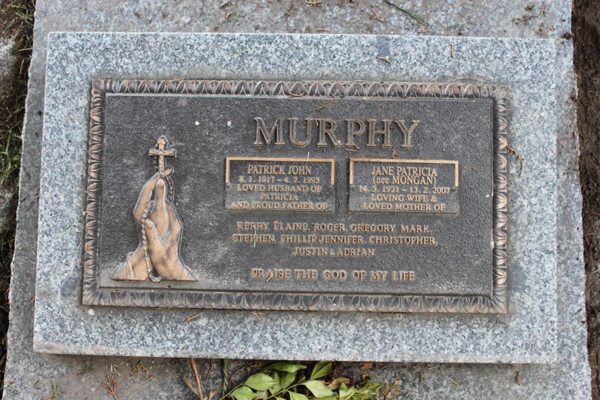 MURPHY
PATRICK JOHN
8. 1. 1917 - 4. 7. 1995
LOVED HUSBAND OF
PATRICIA
AND PROUD FATHER OF
JANE PATRICIA
(nee MONGAN)
14. 3. 1921 - 13. 2. 2007
LOVING WIFE &
LOVED MOTHER OF
KERRY, ELAINE, ROGER, GREGORY, MARK,
STEPHEN, PHILLIP, JENNIFER, CHRISTOPHER,
JUSTIN & ADRIAN
PRAISE THE GOD OF MY LIFE